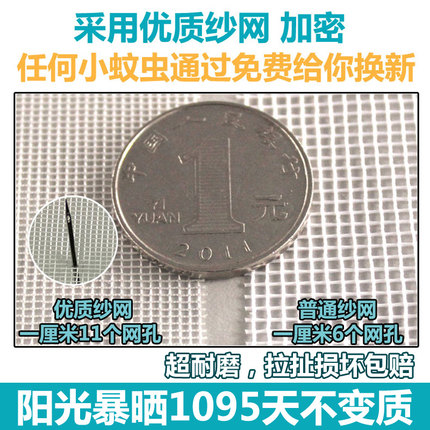 采用优质纱网 加密
任何小蚊虫通过免费给你换新
中国人民银行
1
YI
YUAN
元
2011
优质纱网
一厘米11个网孔
普通纱网
一厘米6个网孔
超耐磨，拉扯损坏包赔
阳光暴晒1095天不变质